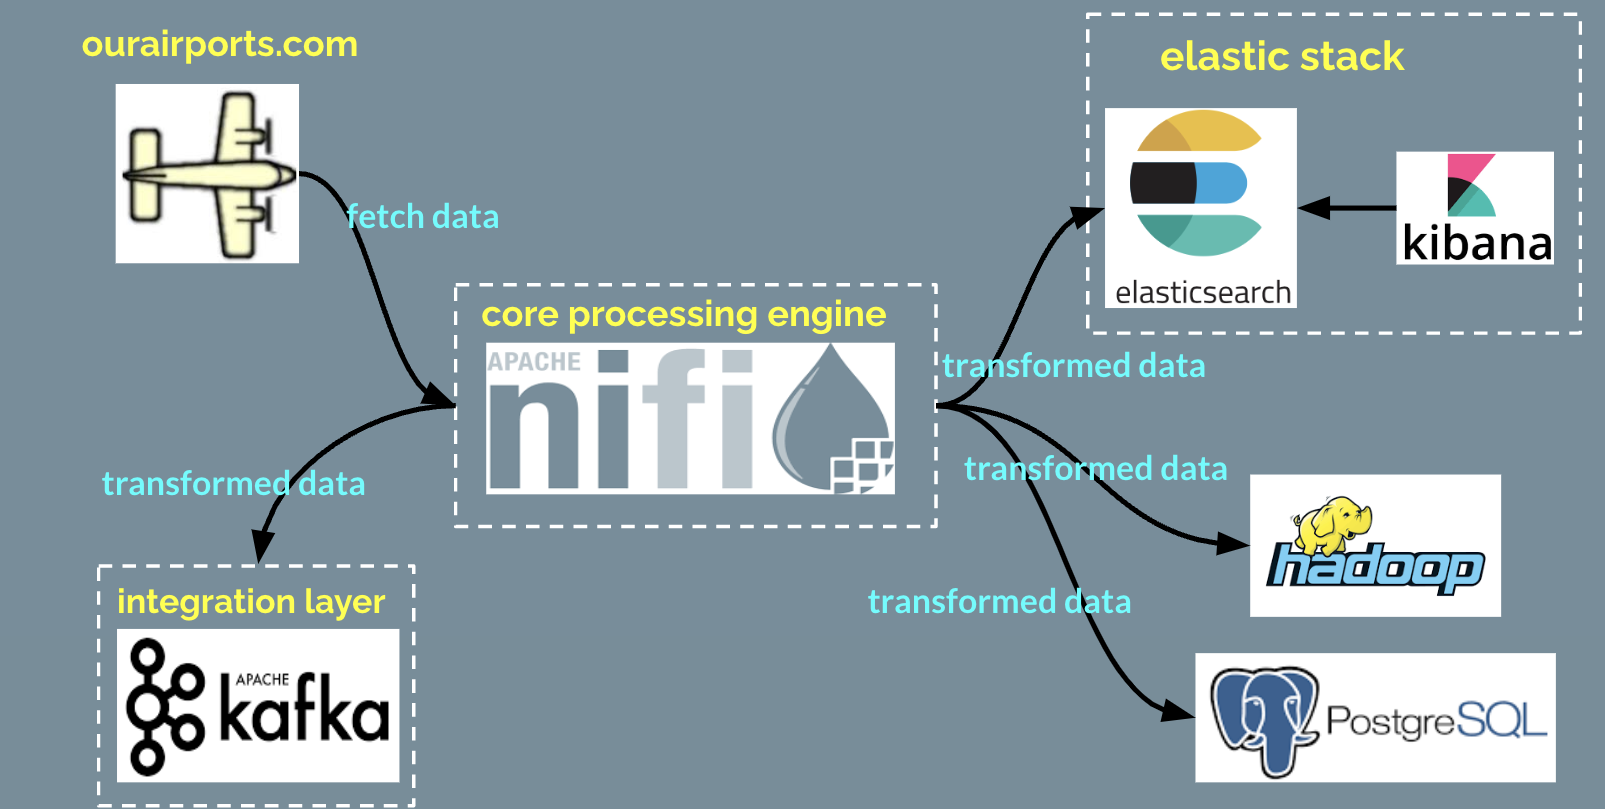 ourairports.com
fetch data
core processing engine
APACHE
nifi
transformed data
integration layer
APACHE
kafka
elastic stack
elasticsearch
kibana
transformed data
transformed data
hadoop
transformed data
PostgreSQL